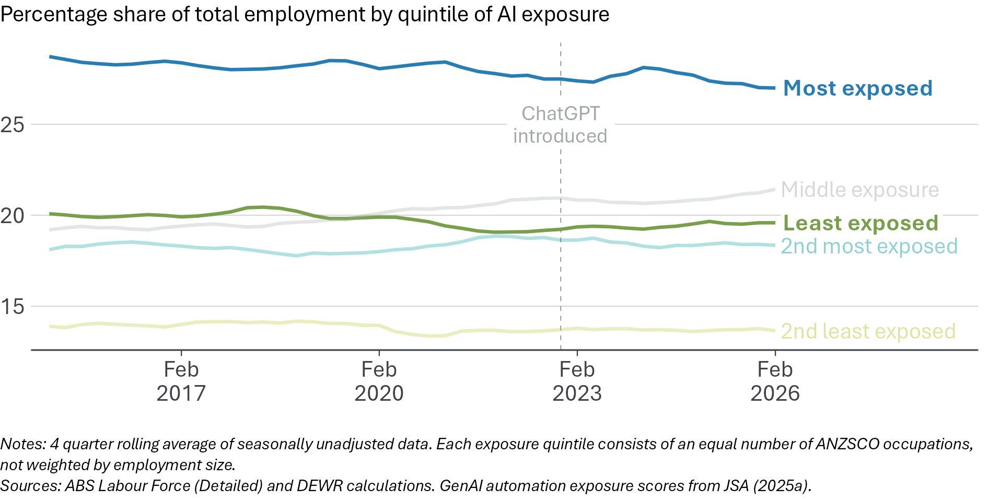 Percentage share of total employment by quintile of AI exposure
Most exposed
ChatGPT
introduced
25
Middle exposure
20
Least exposed
2nd most exposed
15
2nd least exposed
Feb
2017
Feb
2020
Feb
2023
Feb
2026
Notes: 4 quarter rolling average of seasonally unadjusted data. Each exposure quintile consists of an equal number of ANZSCO occupations,
not weighted by employment size.
Sources: ABS Labour Force (Detailed) and DEWR calculations. GenAI automation exposure scores from JSA (2025a).